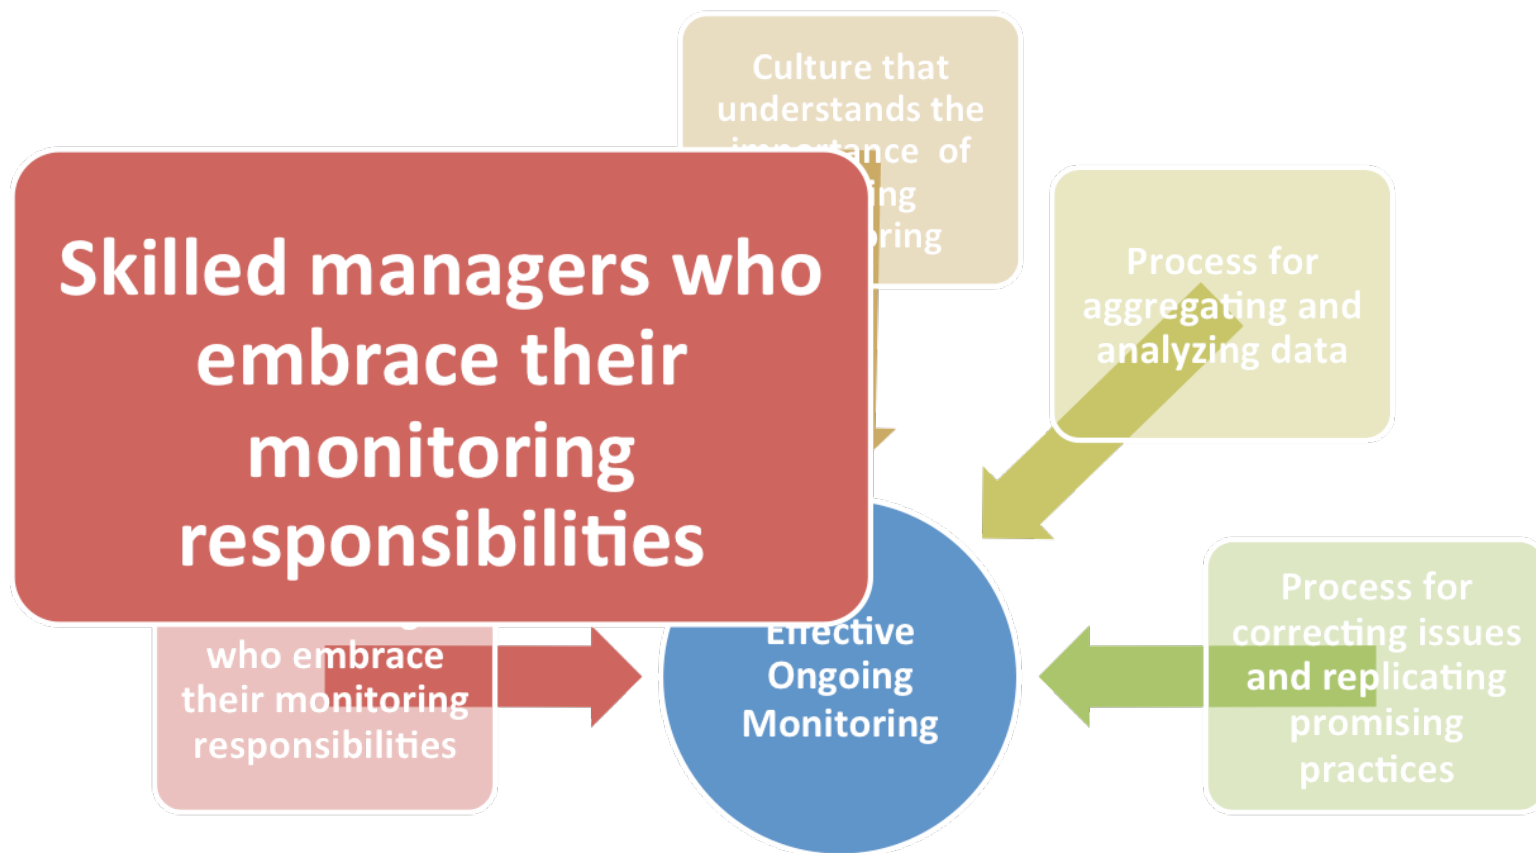 Culture that
understands the
of
Skilled managers who
embrace their
monitoring
responsibilities
Process for
aggregating and
analyzing data
who embrace
their monitoring
responsibilities
Effective
Ongoing
Monitoring
Process for
correcting issues
and replicating
promising
practices